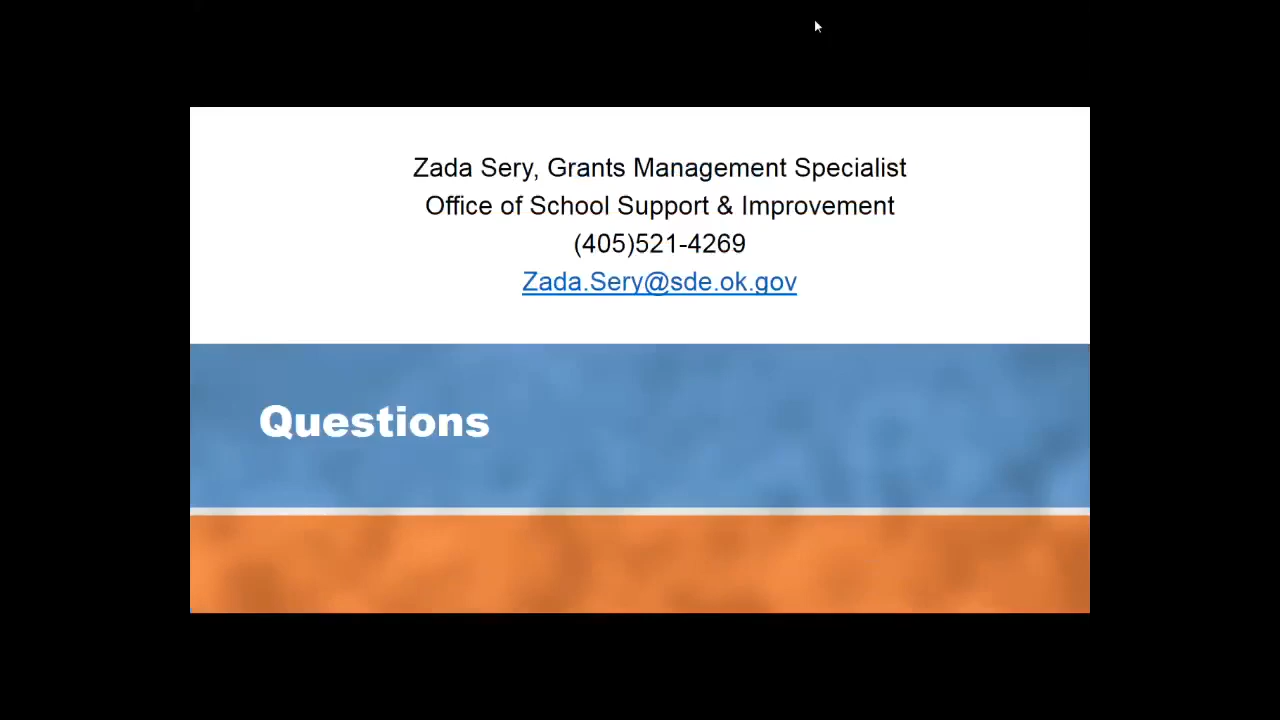 Zada Sery, Grants Management Specialist
Office of School Support & Improvement
(405)521-4269
Zada.Sery@sde.ok.gov
Questions